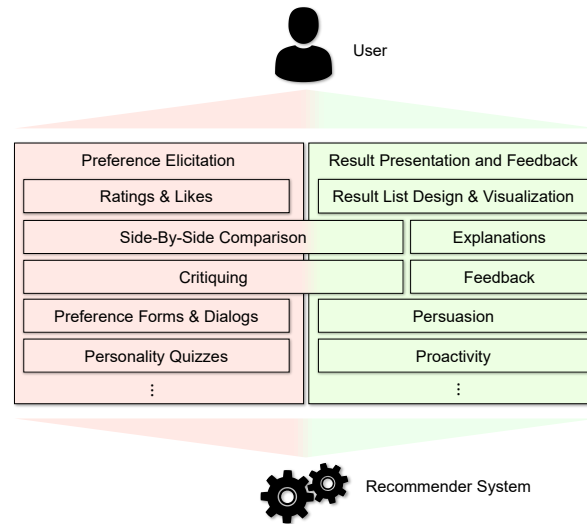 User
Preference Elicitation
Result Presentation and Feedback
Ratings & Likes
Result List Design & Visualization
Side-By-Side Comparison
Explanations
Critiquing
Feedback
Preference Forms & Dialogs
Persuasion
Personality Quizzes
Proactivity
⋮
⋮
Recommender System